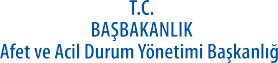 T.C.
BAŞBAKANLIK
Afet ve Acil Durum Yönetimi Başkanlığ